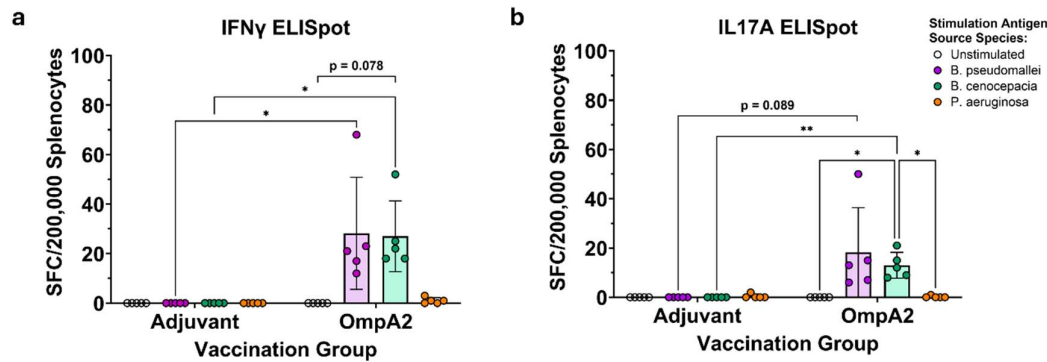 a
IFNγ ELISpot
SFC/200,000 Splenocytes
100
80
60
40
20
0
p = 0.078
*
*
Adjuvant
OmpA2
Vaccination Group
b
IL17A ELISpot
SFC/200,000 Splenocytes
100
80
60
40
20
0
p = 0.089
**
*
*
Adjuvant
OmpA2
Vaccination Group
Stimulation Antigen
Source Species:
Unstimulated
B. pseudomallei
B. cenocepacia
P. aeruginosa